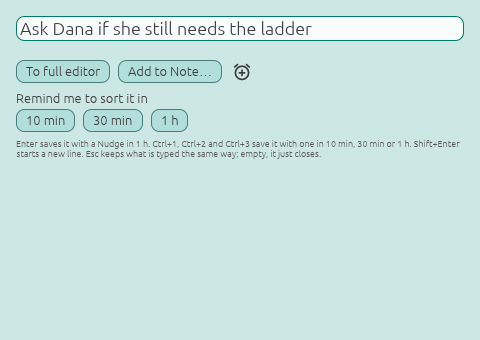 Ask Dana if she still needs the ladder
To full editor
Add to Note...
Remind me to sort it in
10 min
30 min
1 h
Enter saves it with a Nudge in 1 h. Ctrl+1, Ctrl+2 and Ctrl+3 save it with one in 10 min, 30 min or 1 h. Shift+Enter
starts a new line. Esc keeps what is typed the same way; empty, it just closes.